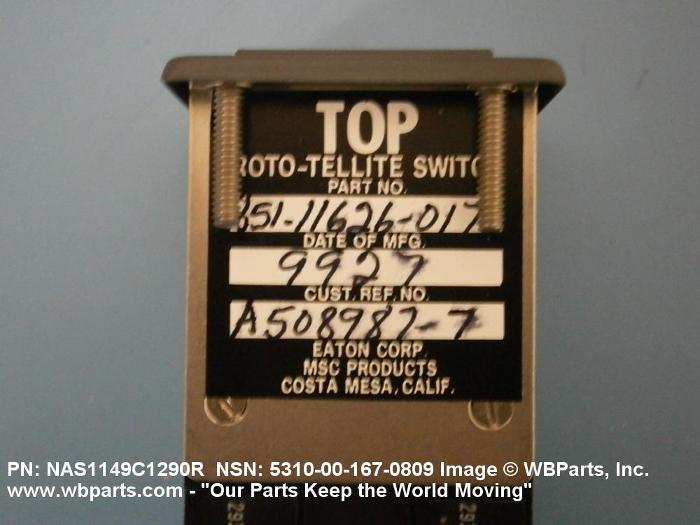 TOP
ROTO-TELLITE SWITC
PART NO.
51-11626-017
DATE OF MFG.
9927
CUST. REF. NO.
A508987-7
EATON CORP.
MSC PRODUCTS
COSTA MESA, CALIF.
PN: NAS1149C1290R NSN: 5310-00-167-0809 Image © WBParts, Inc.
www.wbparts.com - "Our Parts Keep the World Moving"